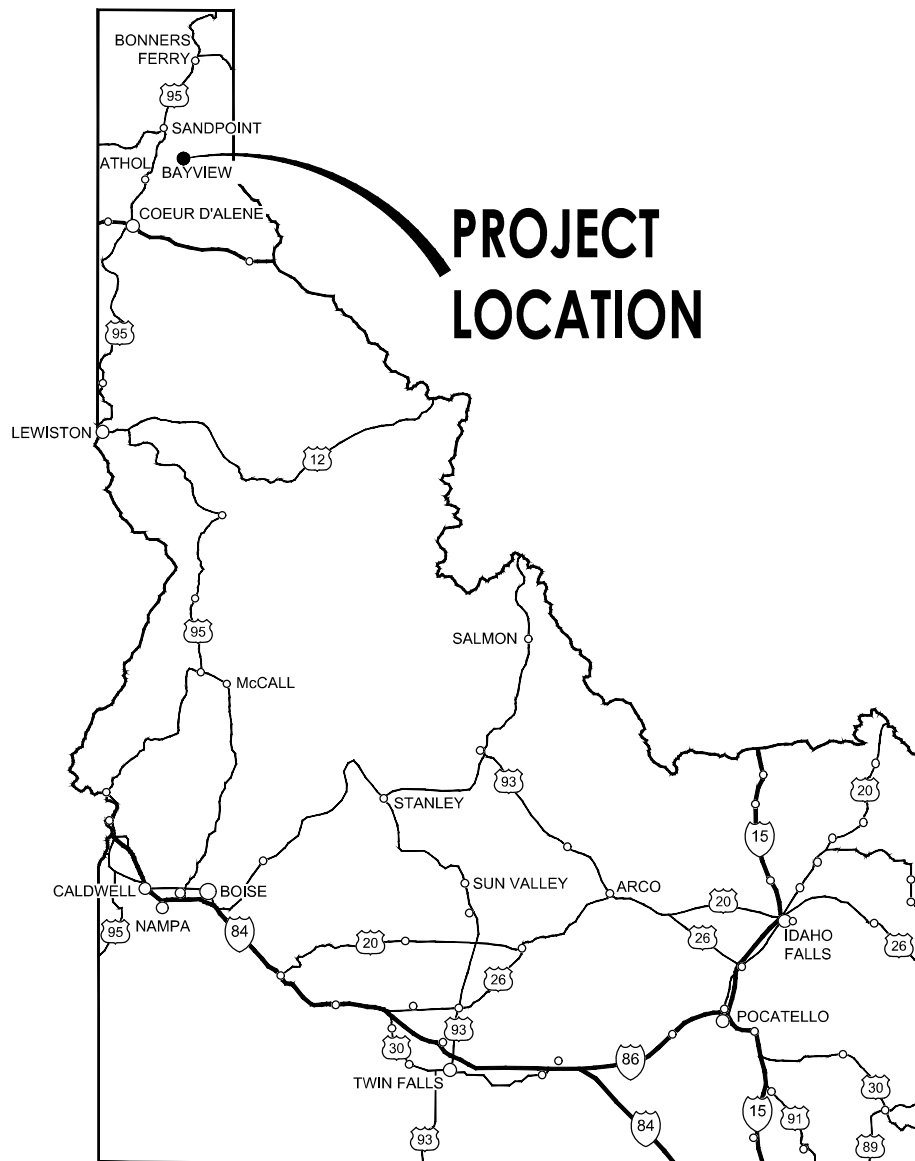 BONNERS
FERRY
95
SANDPOINT
ATHOL
BAYVIEW
COEUR D'ALENE
PROJECT
LOCATION
95
LEWISTON
12
95
SALMON
McCALL
93
STANLEY
20
15
CALDWELL
BOISE
SUN VALLEY
ARCO
NAMPA
95
84
20
20
26
IDAHO
FALLS
26
26
POCATELLO
93
30
86
TWIN FALLS
30
15
91
84
93
89